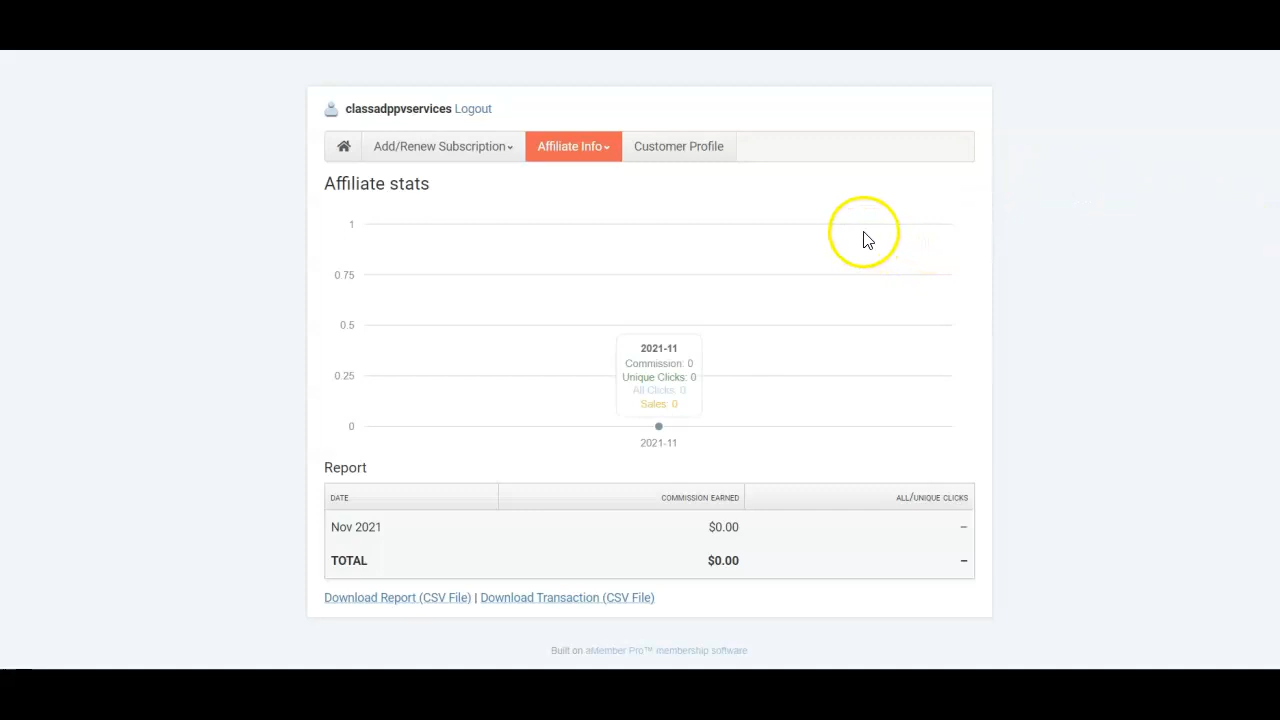 classadppvservices Logout
Add/Renew Subscription Affiliate Info Customer Profile
Affiliate stats
1
0.75
0.5
0.25
0
2021-11
Commission: 0
Unique Clicks: 0
All Clicks: 0
Sales: 0
2021-11
Report
DATE COMMISSION EARNED ALL/UNIQUE CLICKS
Nov 2021 $0.00 –
TOTAL $0.00 –
Download Report (CSV File) | Download Transaction (CSV File)
Built on aMember Pro™ membership software